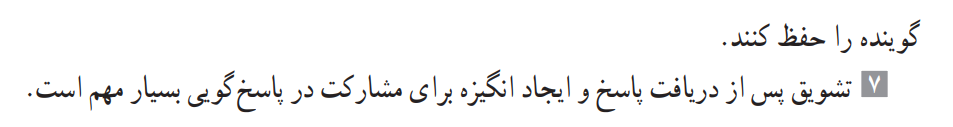 گوینده را حفظ کنند.
۷ تشویق پس از دریافت پاسخ و ایجاد انگیزه برای مشارکت در پاسخ‌گویی بسیار مهم است.